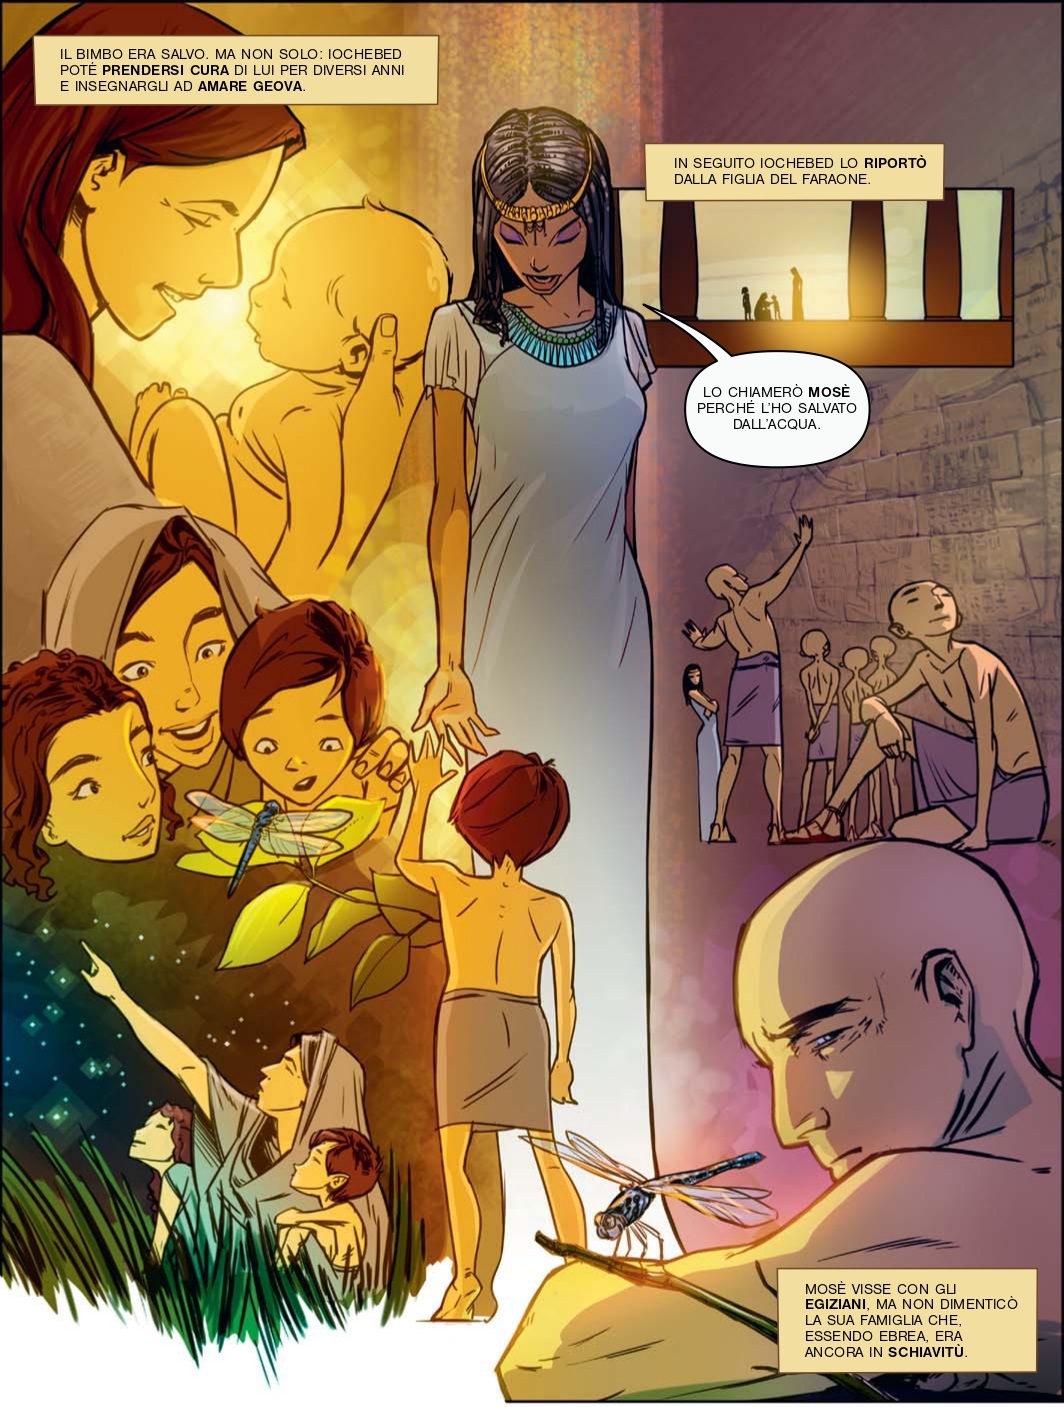 IL BIMBO ERA SALVO. MA NON SOLO: IOCHEBED
POTÉ PRENDERSI CURA DI LUI PER DIVERSI ANNI
E INSEGNARGLI AD AMARE GEOVA.
IN SEGUITO IOCHEBED LO RIPORTÒ
DALLA FIGLIA DEL FARAONE.
LO CHIAMERÒ MOSÈ
PERCHÉ L'HO SALVATO
DALL'ACQUA.
MOSÈ VISSE CON GLI
EGIZIANI, MA NON DIMENTICÒ
LA SUA FAMIGLIA CHE,
ESSENDO EBREA, ERA
ANCORA IN SCHIAVITÙ.